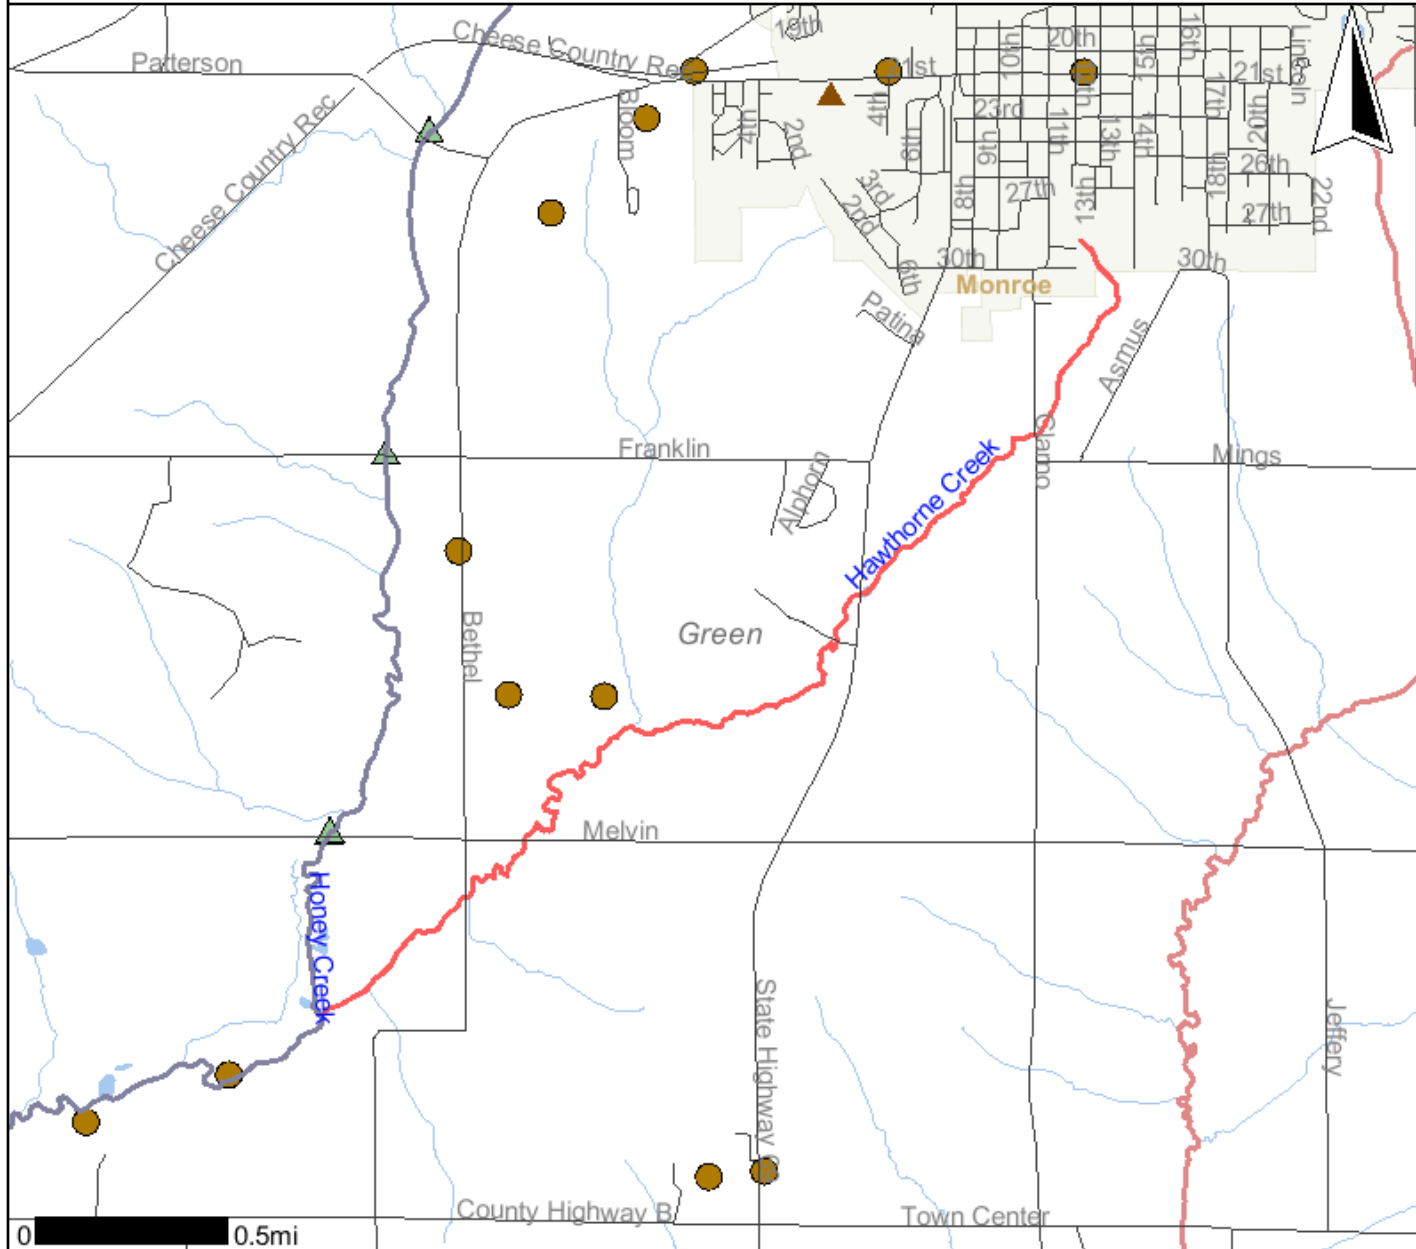 19th
Cheese Country Rec
Patterson
20th
10th
15th
16th
Lincoln
21st
21st
17th
20th
4th
23rd
Bloom
4th
2nd
6th
9th
11th
13th
14th
26th
18th
Cheese Country Rec
3rd
2nd
8th
27th
13th
27th
22nd
30th
30th
6th
Monroe
Patina
Asmus
Franklin
Mings
Alphorn
Hawthorne Creek
Bethel
Green
Melvin
Honey Creek
State Highway
Jeffery
County Highway B
Town Center
0
0.5mi